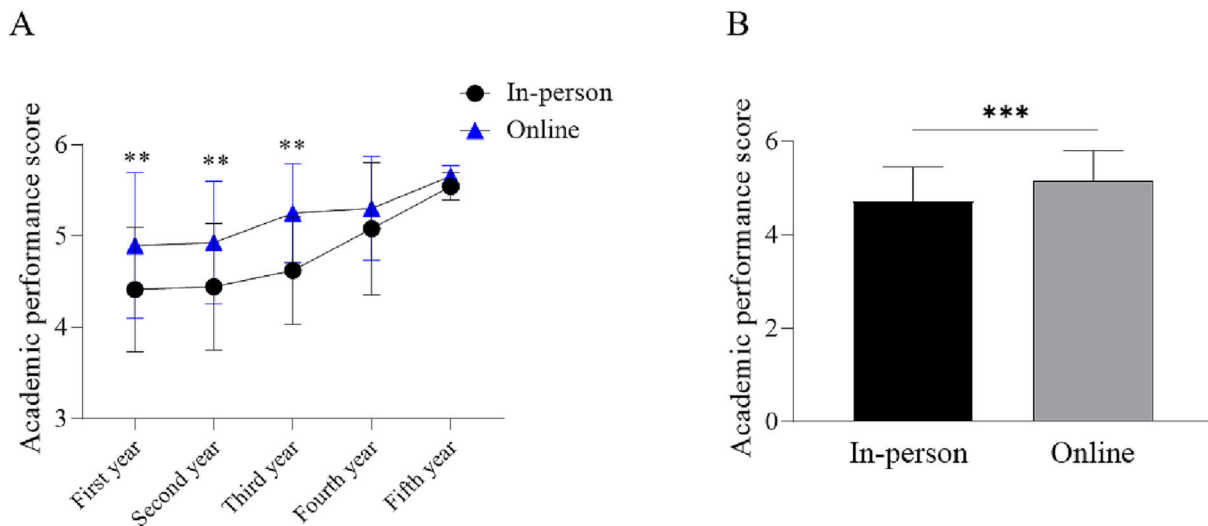 A
In-person
Online
Academic performance score
6
5
4
3
**
**
**
First year
Second year
Third year
Fourth year
Fifth year
B
***
Academic performance score
6
4
2
0
In-person
Online